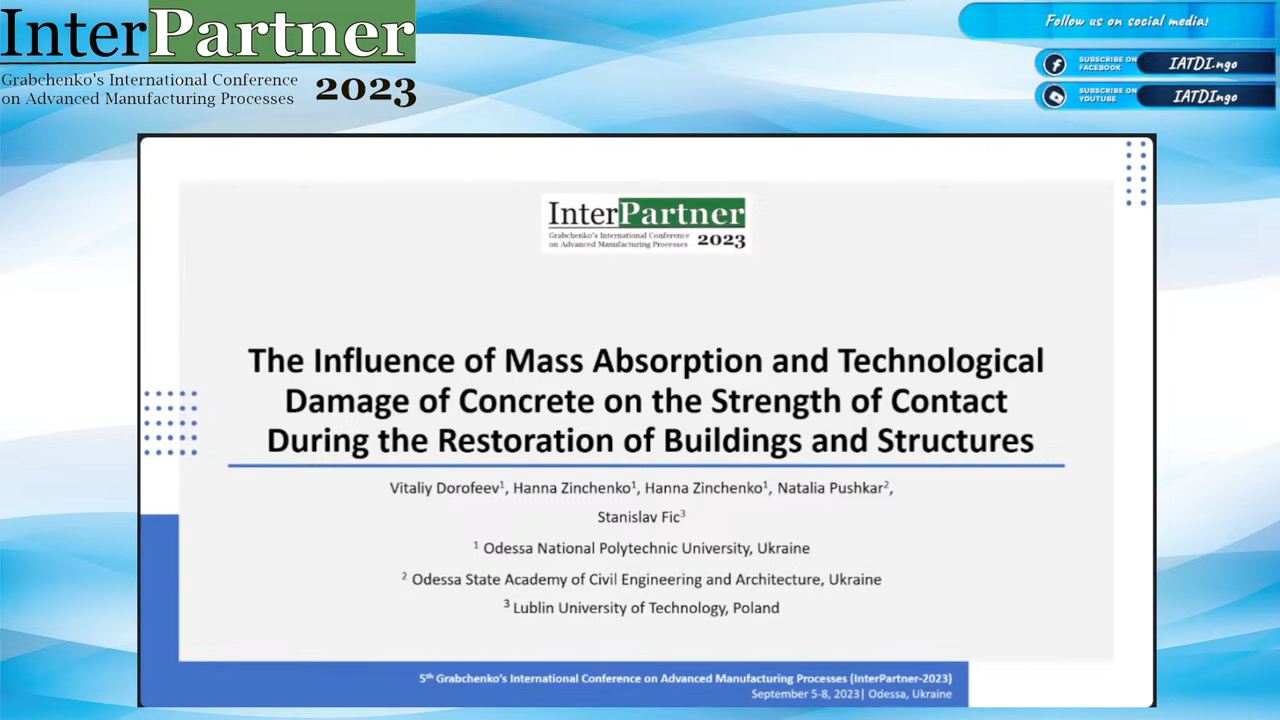 InterPartner
Grabchenko's International Conference
on Advanced Manufacturing Processes 2023
Follow us on social media!
SUBSCRIBE ON FACEBOOK IATDI.ngo
SUBSCRIBE ON YOUTUBE IATDIngo
InterPartner
Grabchenko's International Conference
on Advanced Manufacturing Processes 2023
The Influence of Mass Absorption and Technological
Damage of Concrete on the Strength of Contact
During the Restoration of Buildings and Structures
Vitaliy Dorofeev¹, Hanna Zinchenko¹, Hanna Zinchenko¹, Natalia Pushkar²,
Stanislav Fic³
¹ Odessa National Polytechnic University, Ukraine
² Odessa State Academy of Civil Engineering and Architecture, Ukraine
³ Lublin University of Technology, Poland
5th Grabchenko's International Conference on Advanced Manufacturing Processes (InterPartner-2023)
September 5-8, 2023| Odessa, Ukraine